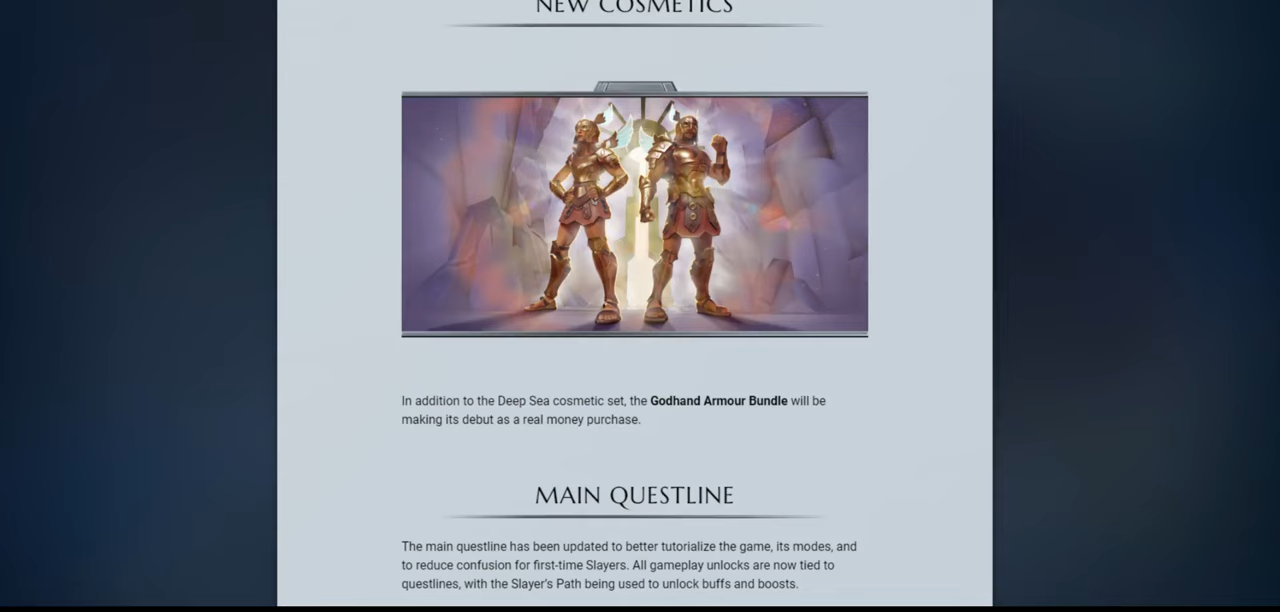 NEW COSMETICS
In addition to the Deep Sea cosmetic set, the Godhand Armour Bundle will be
making its debut as a real money purchase.
MAIN QUESTLINE
The main questline has been updated to better tutorialize the game, its modes, and
to reduce confusion for first-time Slayers. All gameplay unlocks are now tied to
questlines, with the Slayer's Path being used to unlock buffs and boosts.